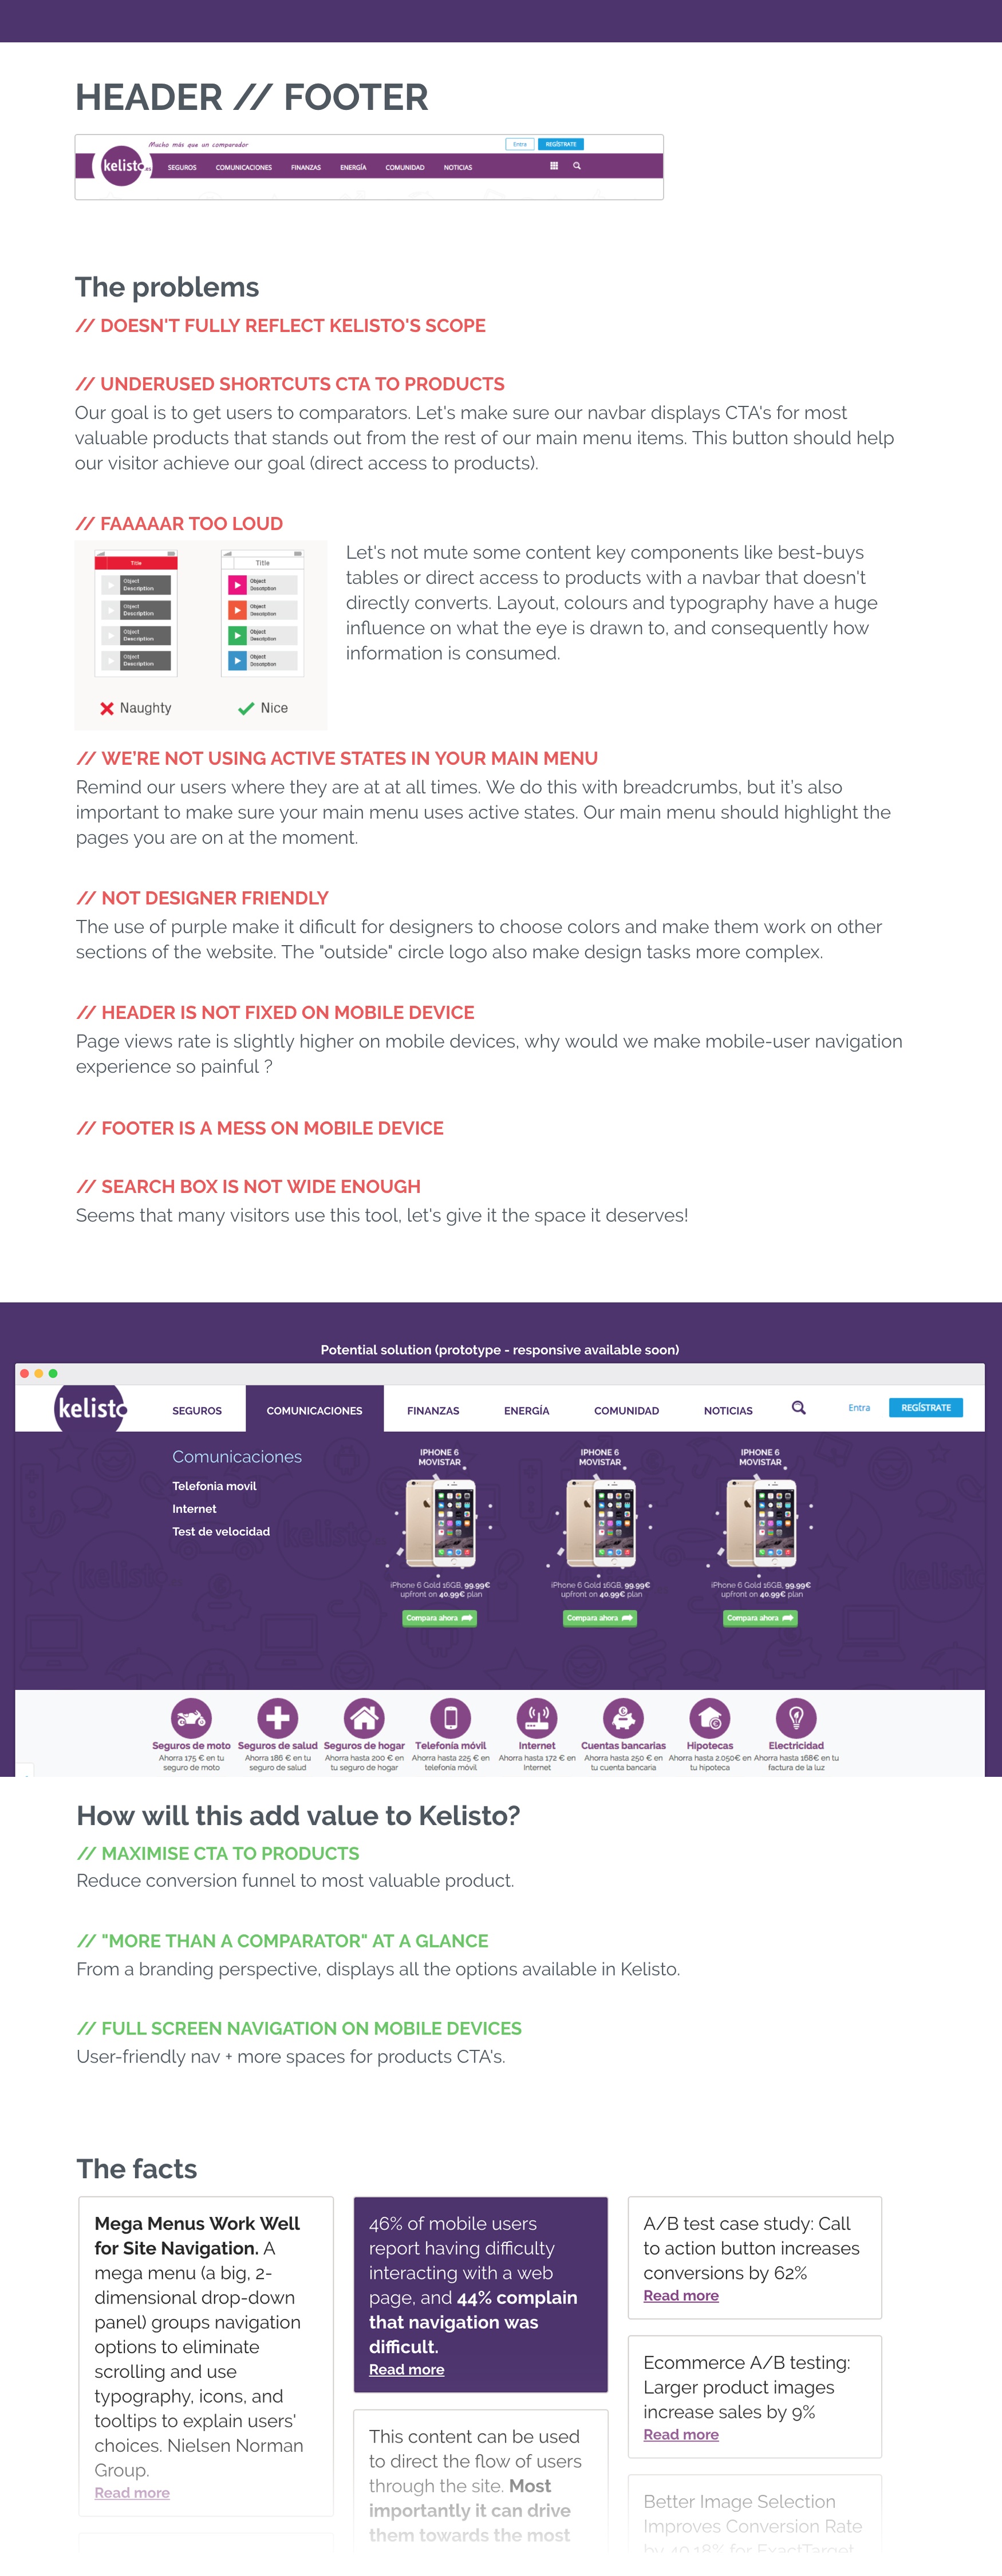 HEADER // FOOTER
Mucho más que un comparador
Entra
REGÍSTRATE
kelisto.es
SEGUROS
COMUNICACIONES
FINANZAS
ENERGÍA
COMUNIDAD
NOTICIAS
The problems
// DOESN'T FULLY REFLECT KELISTO'S SCOPE
// UNDERUSED SHORTCUTS CTA TO PRODUCTS
Our goal is to get users to comparators. Let's make sure our navbar displays CTA's for most
valuable products that stands out from the rest of our main menu items. This button should help
our visitor achieve our goal (direct access to products).
// FAAAAAR TOO LOUD
Title
Object
Description
Object
Description
Object
Description
Object
Description
Naughty
Title
Object
Description
Object
Description
Object
Description
Object
Description
Nice
Let's not mute some content key components like best-buys
tables or direct access to products with a navbar that doesn't
directly converts. Layout, colours and typography have a huge
influence on what the eye is drawn to, and consequently how
information is consumed.
// WE'RE NOT USING ACTIVE STATES IN YOUR MAIN MENU
Remind our users where they are at at all times. We do this with breadcrumbs, but it's also
important to make sure your main menu uses active states. Our main menu should highlight the
pages you are on at the moment.
// NOT DESIGNER FRIENDLY
The use of purple make it dificult for designers to choose colors and make them work on other
sections of the website. The "outside" circle logo also make design tasks more complex.
// HEADER IS NOT FIXED ON MOBILE DEVICE
Page views rate is slightly higher on mobile devices, why would we make mobile-user navigation
experience so painful ?
// FOOTER IS A MESS ON MOBILE DEVICE
// SEARCH BOX IS NOT WIDE ENOUGH
Seems that many visitors use this tool, let's give it the space it deserves!
Potential solution (prototype - responsive available soon)
kelisto
SEGUROS
COMUNICACIONES
FINANZAS
ENERGÍA
COMUNIDAD
NOTICIAS
Entra
REGÍSTRATE
Comunicaciones
Telefonia movil
Internet
Test de velocidad
IPHONE 6
MOVISTAR
iPhone 6 Gold 16GB, 99.99€
upfront on 40.99€ plan
Compara ahora
IPHONE 6
MOVISTAR
iPhone 6 Gold 16GB, 99.99€
upfront on 40.99€ plan
Compara ahora
IPHONE 6
MOVISTAR
iPhone 6 Gold 16GB, 99.99€
upfront on 40.99€ plan
Compara ahora
Seguros de moto
Ahorra 175 € en tu
seguro de moto
Seguros de salud
Ahorra 186 € en tu
seguro de salud
Seguros de hogar
Ahorra hasta 200 € en
tu seguro de hogar
Telefonía móvil
Ahorra hasta 225 € en
telefonía móvil
Internet
Ahorra hasta 172 € en
Internet
Cuentas bancarias
Ahorra hasta 250 € en
tu cuenta bancaria
Hipotecas
Ahorra hasta 2.050€ en
tu hipoteca
Electricidad
Ahorra hasta 168€ en tu
factura de la luz
How will this add value to Kelisto?
// MAXIMISE CTA TO PRODUCTS
Reduce conversion funnel to most valuable product.
// "MORE THAN A COMPARATOR" AT A GLANCE
From a branding perspective, displays all the options available in Kelisto.
// FULL SCREEN NAVIGATION ON MOBILE DEVICES
User-friendly nav + more spaces for products CTA's.
The facts
Mega Menus Work Well
for Site Navigation. A
mega menu (a big, 2-
dimensional drop-down
panel) groups navigation
options to eliminate
scrolling and use
typography, icons, and
tooltips to explain users'
choices. Nielsen Norman
Group.
Read more
46% of mobile users
report having difficulty
interacting with a web
page, and 44% complain
that navigation was
difficult.
Read more
This content can be used
to direct the flow of users
through the site. Most
importantly it can drive
them towards the most
A/B test case study: Call
to action button increases
conversions by 62%
Read more
Ecommerce A/B testing:
Larger product images
increase sales by 9%
Read more
Better Image Selection
Improves Conversion Rate
by 40.18% for ExactTarget